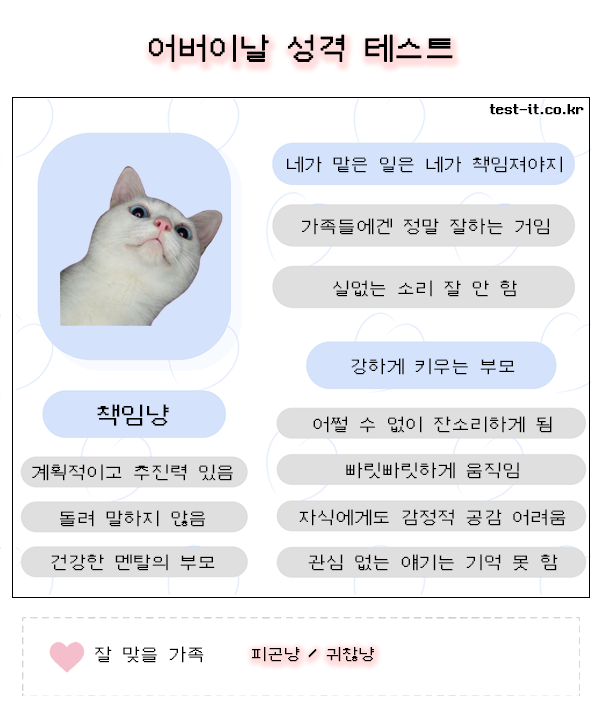 어버이날 성격 테스트
test-it.co.kr
네가 맡은 일은 네가 책임져야지
가족들에겐 정말 잘하는 거임
실없는 소리 잘 안 함
강하게 키우는 부모
책임냥
어쩔 수 없이 잔소리하게 됨
계획적이고 추진력 있음
빠릿빠릿하게 움직임
돌려 말하지 않음
자식에게도 감정적 공감 어려움
건강한 멘탈의 부모
관심 없는 얘기는 기억 못 함
잘 맞을 가족
피곤냥 / 귀찮냥